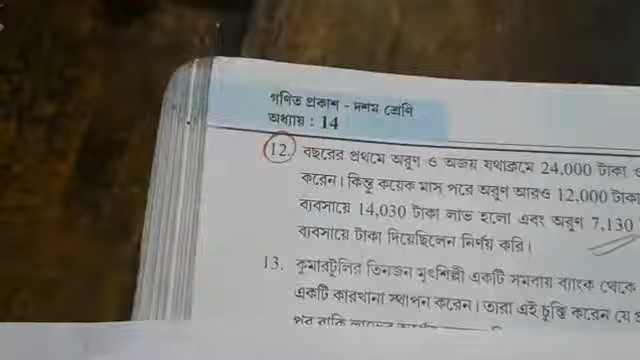 গণিত প্রকাশ - দশম শ্রেণি
অধ্যায় : 14
12. বছরের প্রথমে অরুণ ও অজয় যথাক্রমে 24,000 টাকা ও
করেন। কিন্তু কয়েক মাস পরে অরুণ আরও 12,000 টাকা
ব্যবসায়ে 14,030 টাকা লাভ হলো এবং অরুণ 7,130
ব্যবসায়ে টাকা দিয়েছিলেন নির্ণয় করি।
13. কুমারটুলির তিনজন মৃৎশিল্পী একটি সমবায় ব্যাংক থেকে
একটি কারখানা স্থাপন করেন। তারা এই চুক্তি করেন যে